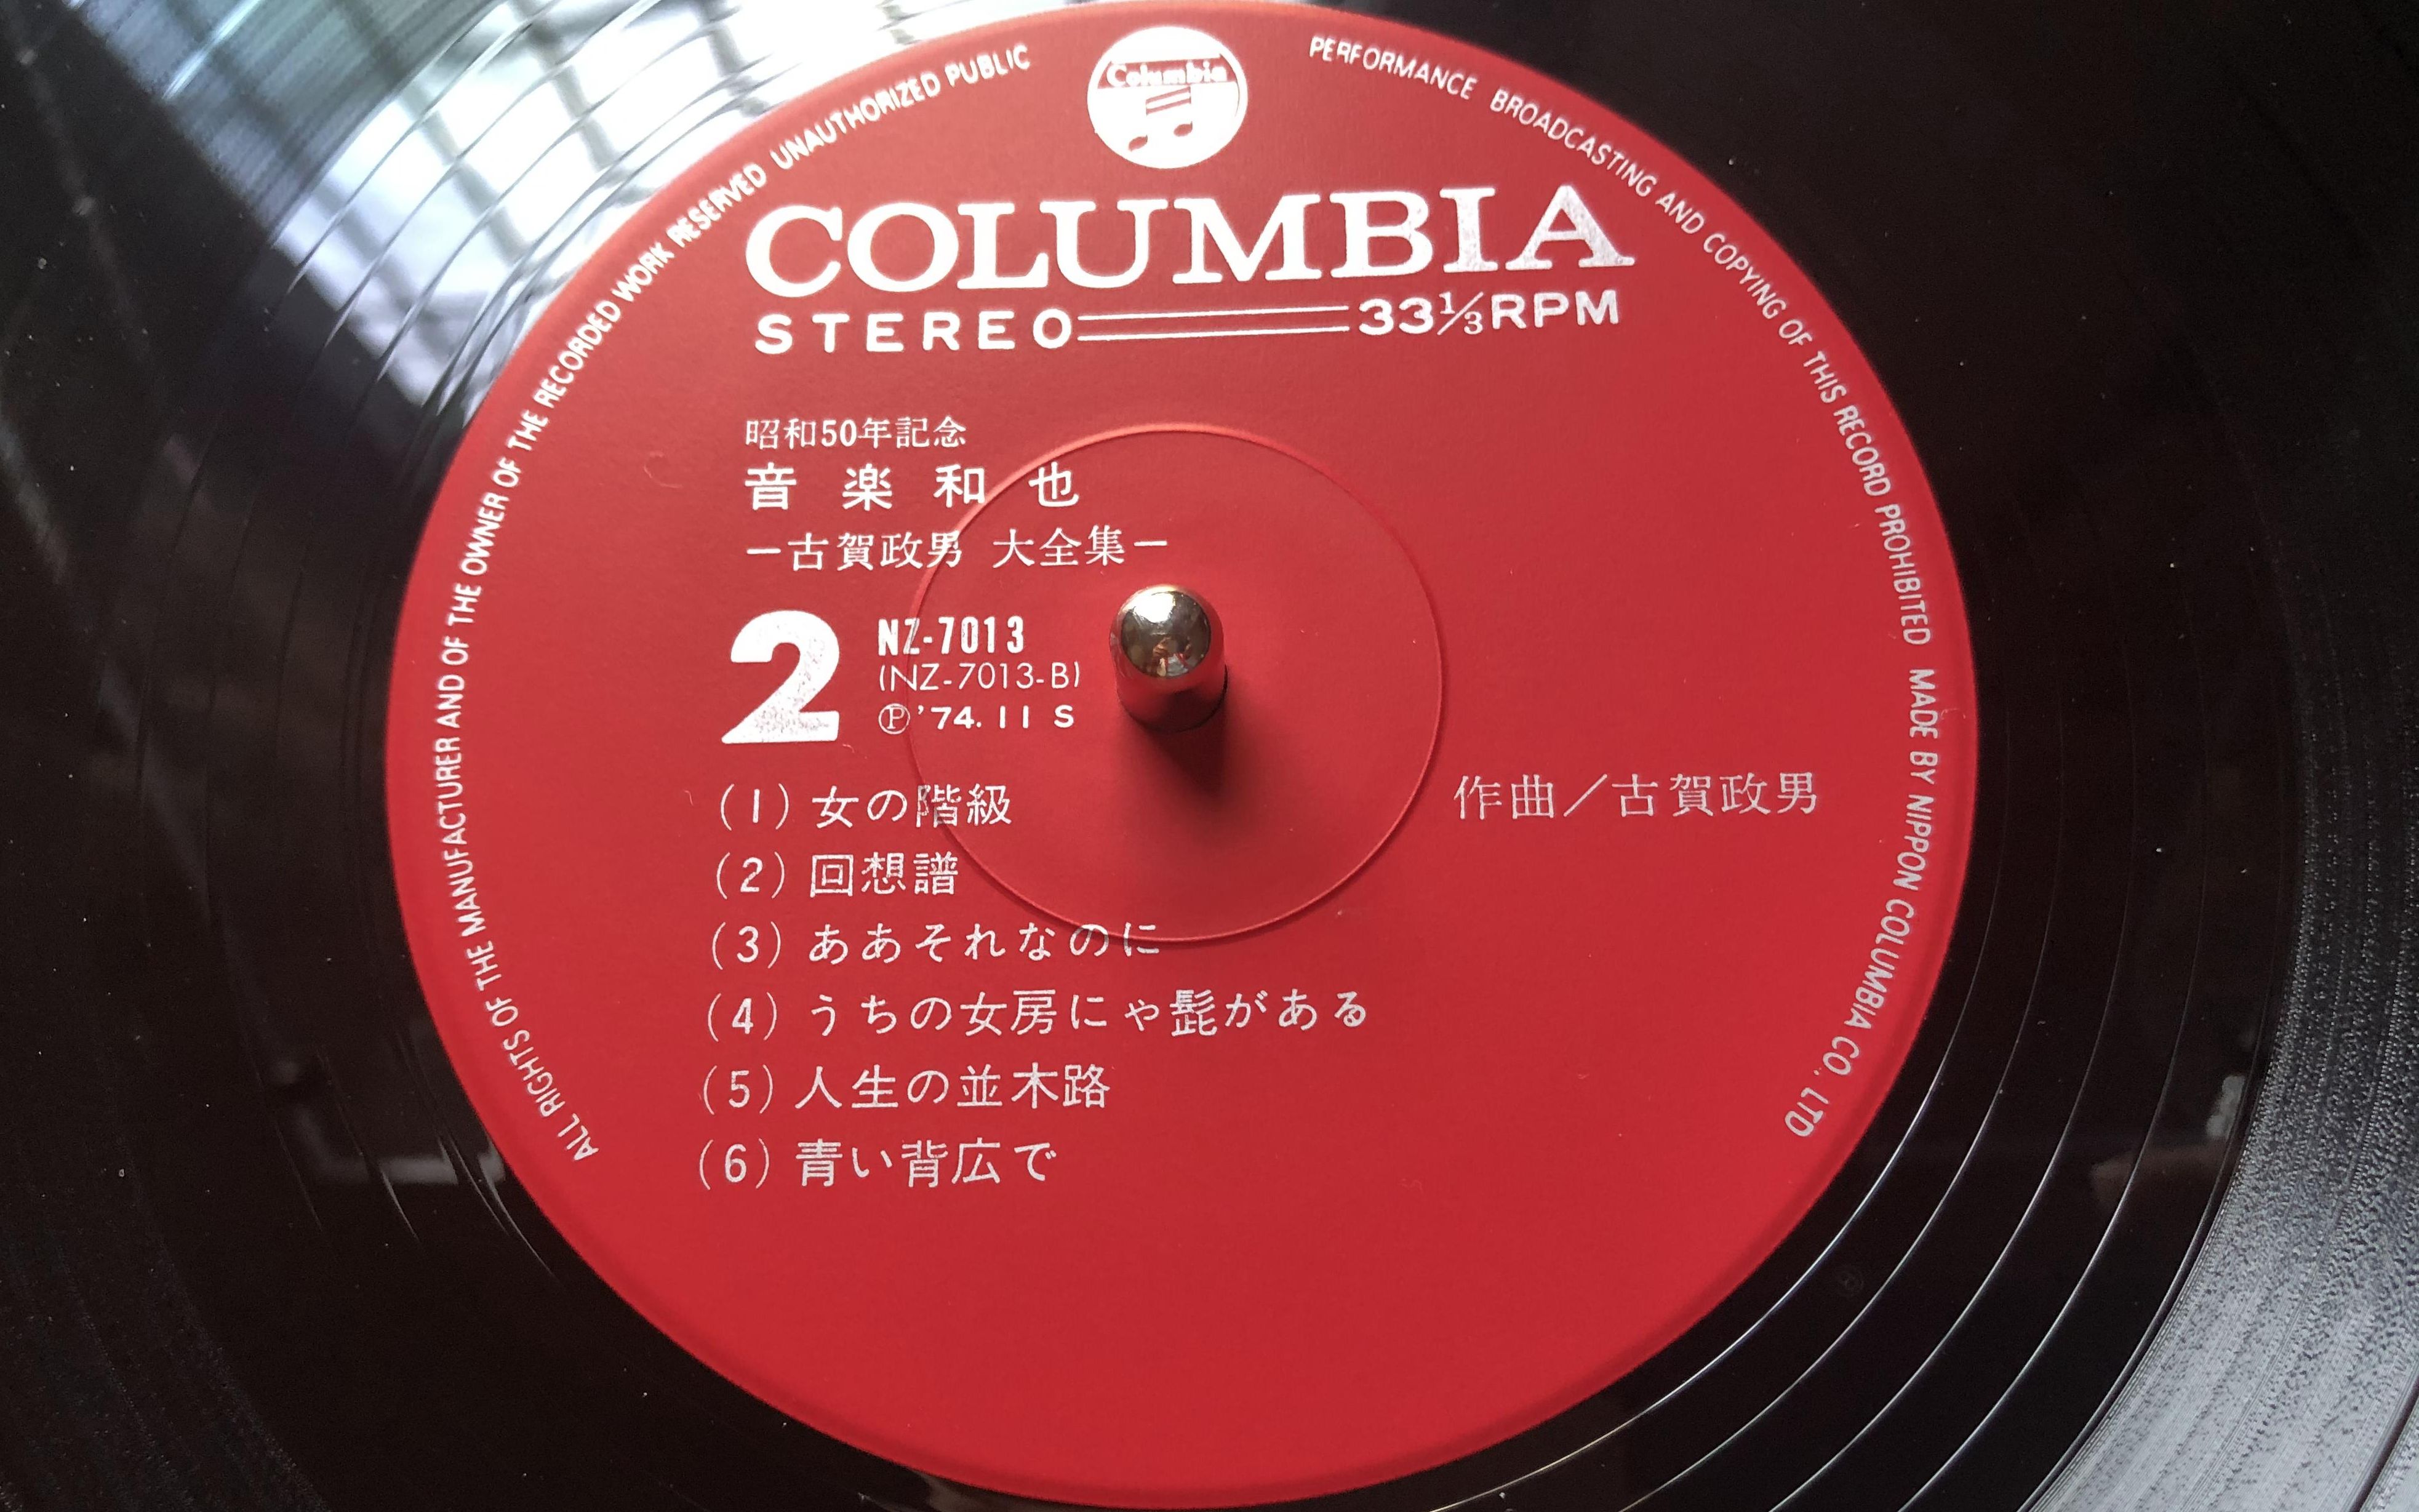 Columbia
COLUMBIA
STEREO 33⅓RPM
昭和50年記念
音楽和也
ー古賀政男 大全集ー
2
NZ-7013
(NZ-7013-B)
Ⓟ'74.11 S
(1) 女の階級
作曲／古賀政男
(2) 回想譜
(3) ああそれなのに
(4) うちの女房にゃ髭がある
(5) 人生の並木路
(6) 青い背広で
ALL RIGHTS OF THE MANUFACTURER AND OF THE OWNER OF THE RECORDED WORK RESERVED UNAUTHORIZED PUBLIC PERFORMANCE BROADCASTING AND COPYING OF THIS RECORD PROHIBITED MADE BY NIPPON COLUMBIA CO., LTD